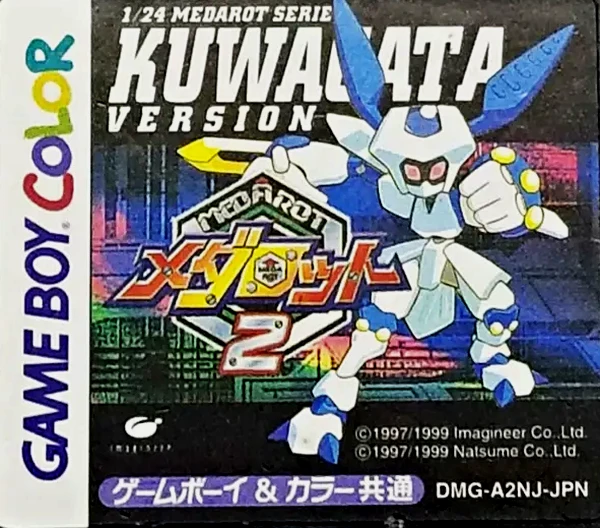 1/24 MEDAROT SERIE
KUWAGATA
VERSION
GAME BOY COLOR
MEDAROT
メダロット
2
IMAGINEER
©1997/1999 Imagineer Co.,Ltd.
©1997/1999 Natsume Co.,Ltd.
ゲームボーイ & カラー共通
DMG-A2NJ-JPN